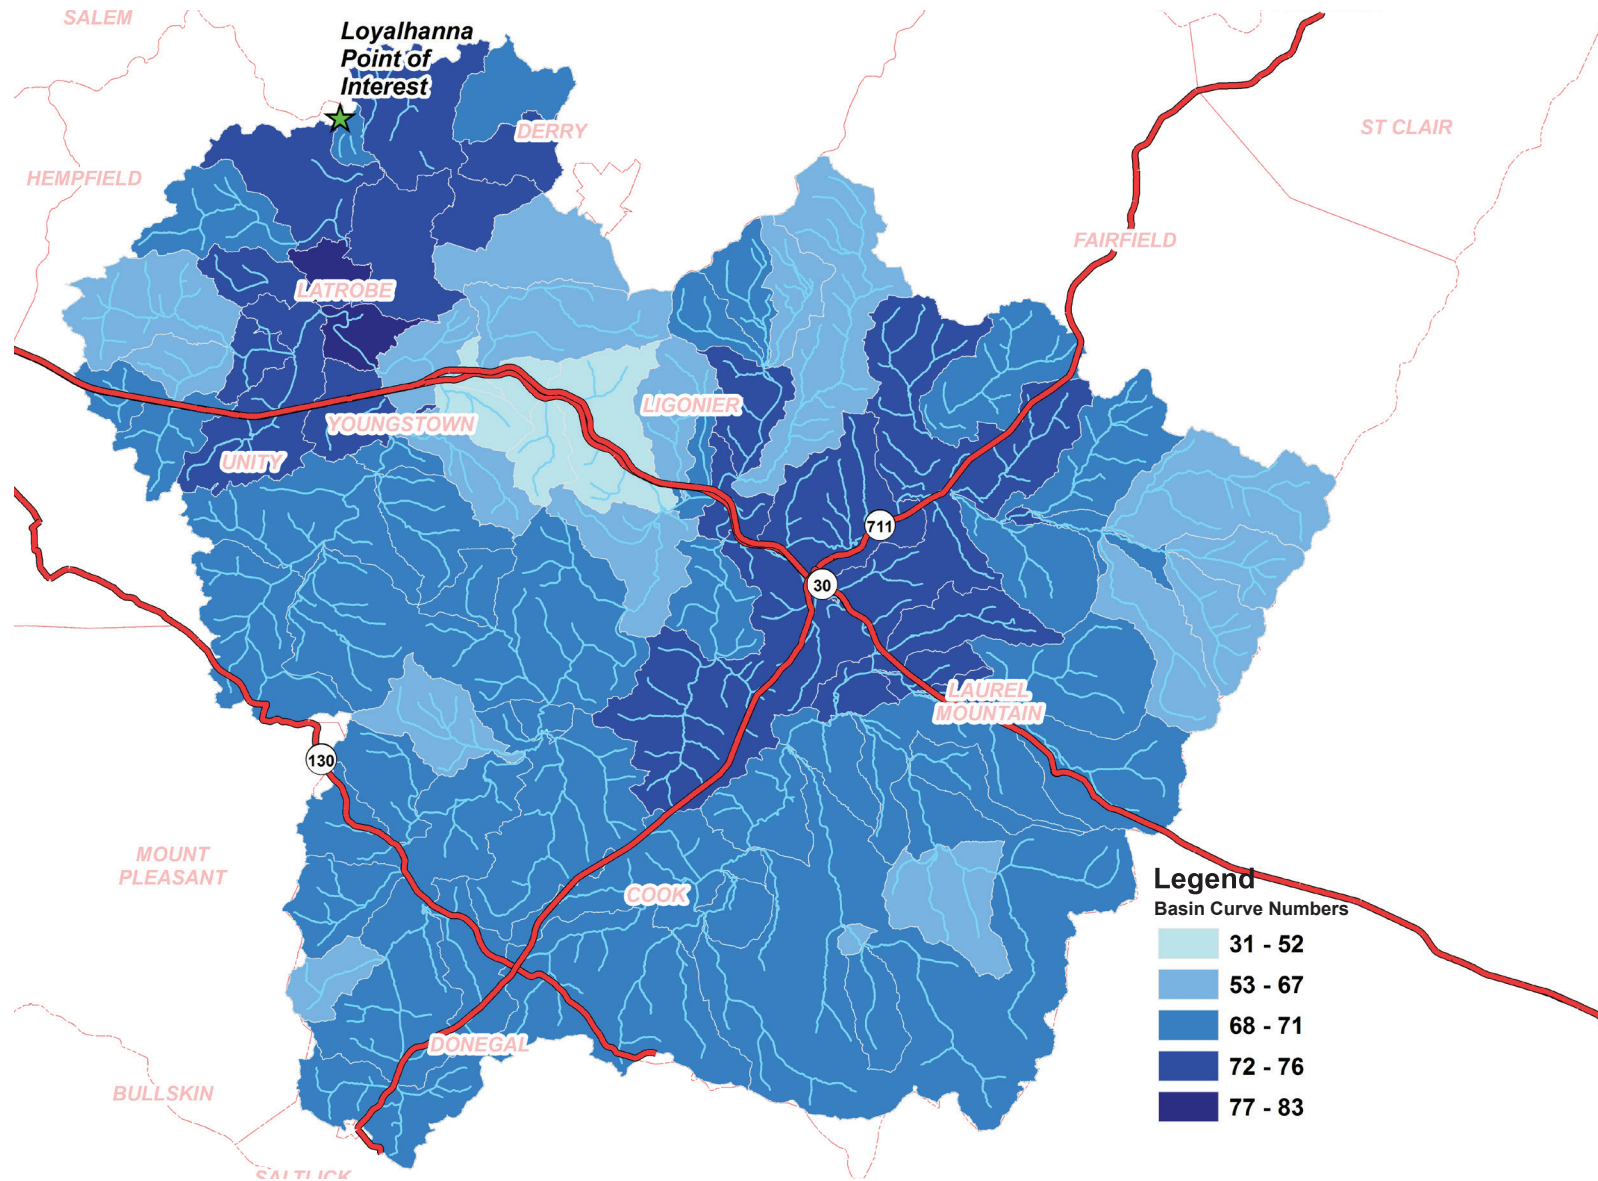 SALEM
Loyalhanna
Point of
Interest
DERRY
ST CLAIR
HEMPFIELD
FAIRFIELD
LATROBE
LIGONIER
YOUNGSTOWN
UNITY
711
30
LAUREL
MOUNTAIN
130
MOUNT
PLEASANT
COOK
Legend
Basin Curve Numbers
31 - 52
53 - 67
68 - 71
72 - 76
77 - 83
DONEGAL
BULLSKIN
SALTLICK